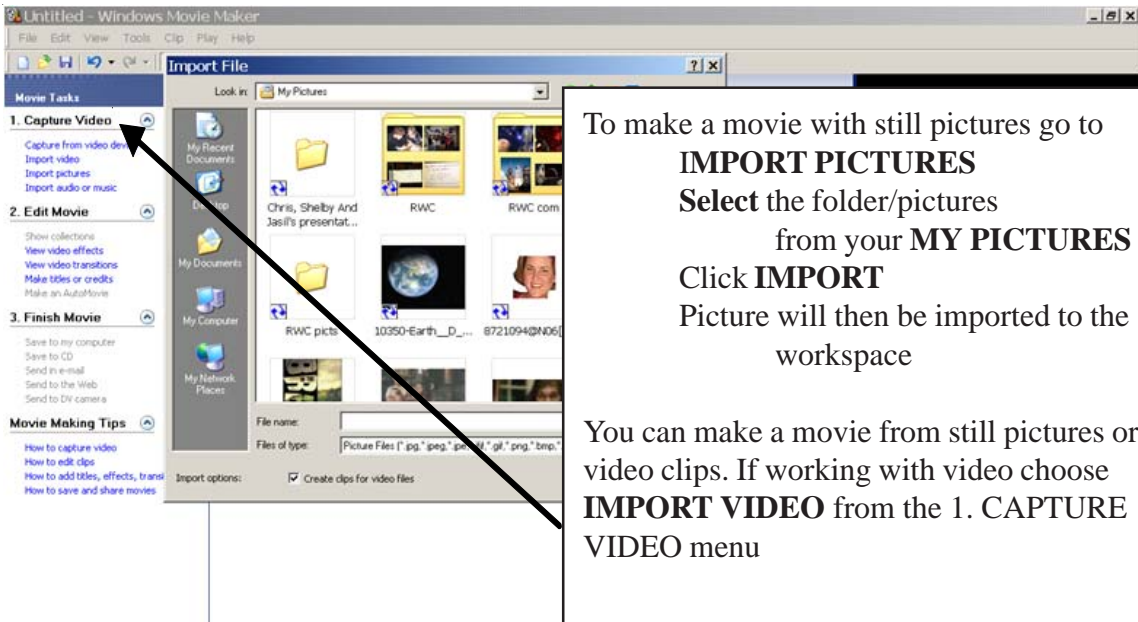 Untitled - Windows Movie Maker
File Edit View Tools Clip Play Help
Import File
Look in: My Pictures
Movie Tasks
1. Capture Video
Capture from video dev
Import video
Import pictures
Import audio or music
2. Edit Movie
Show collections
View video effects
View video transitions
Make titles or credits
Make an AutoMovie
3. Finish Movie
Save to my computer
Save to CD
Send in e-mail
Send to the Web
Send to DV camera
Movie Making Tips
How to capture video
How to edit clips
How to add titles, effects, transi
How to save and share movies
My Recent
Documents
My Documents
My Computer
My Network
Places
Chris, Shelby And
Jasil's presentat...
RWC
RWC com
RWC picts
10350-Earth__D_...
8721094@N06[
File name:
Files of type: Picture Files (*.jpg,*.jpeg,*.jpe,
*.gif,*.png,*.bmp,*.
Import options: Create clips for video files
To make a movie with still pictures go to
IMPORT PICTURES
Select the folder/pictures
from your MY PICTURES
Click IMPORT
Picture will then be imported to the
workspace
You can make a movie from still pictures or
video clips. If working with video choose
IMPORT VIDEO from the 1. CAPTURE
VIDEO menu